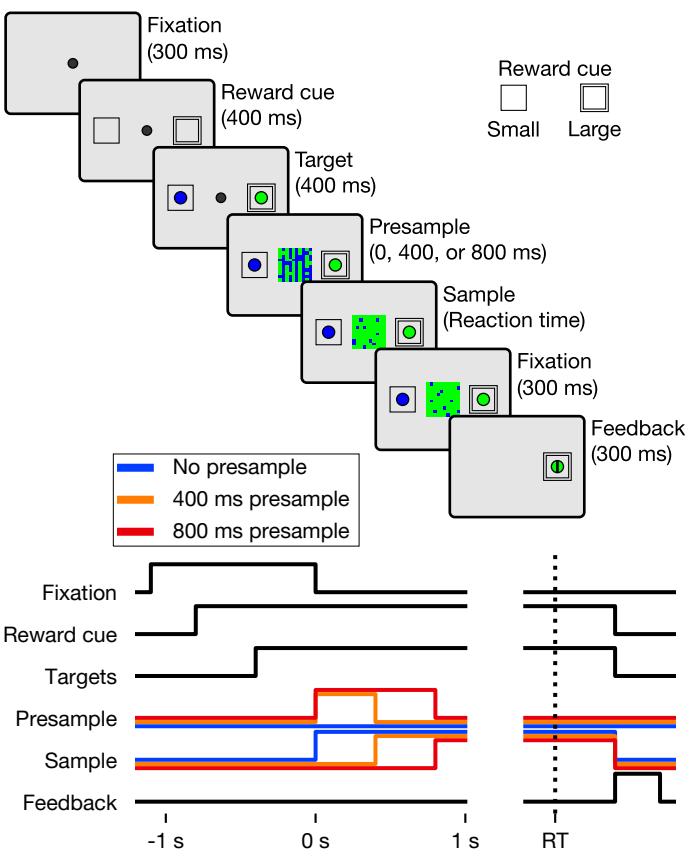 Fixation
(300 ms)
Reward cue
(400 ms)
Reward cue
Small Large
Target
(400 ms)
Presample
(0, 400, or 800 ms)
Sample
(Reaction time)
Fixation
(300 ms)
Feedback
(300 ms)
No presample
400 ms presample
800 ms presample
Fixation
Reward cue
Targets
Presample
Sample
Feedback
-1 s 0 s 1 s RT